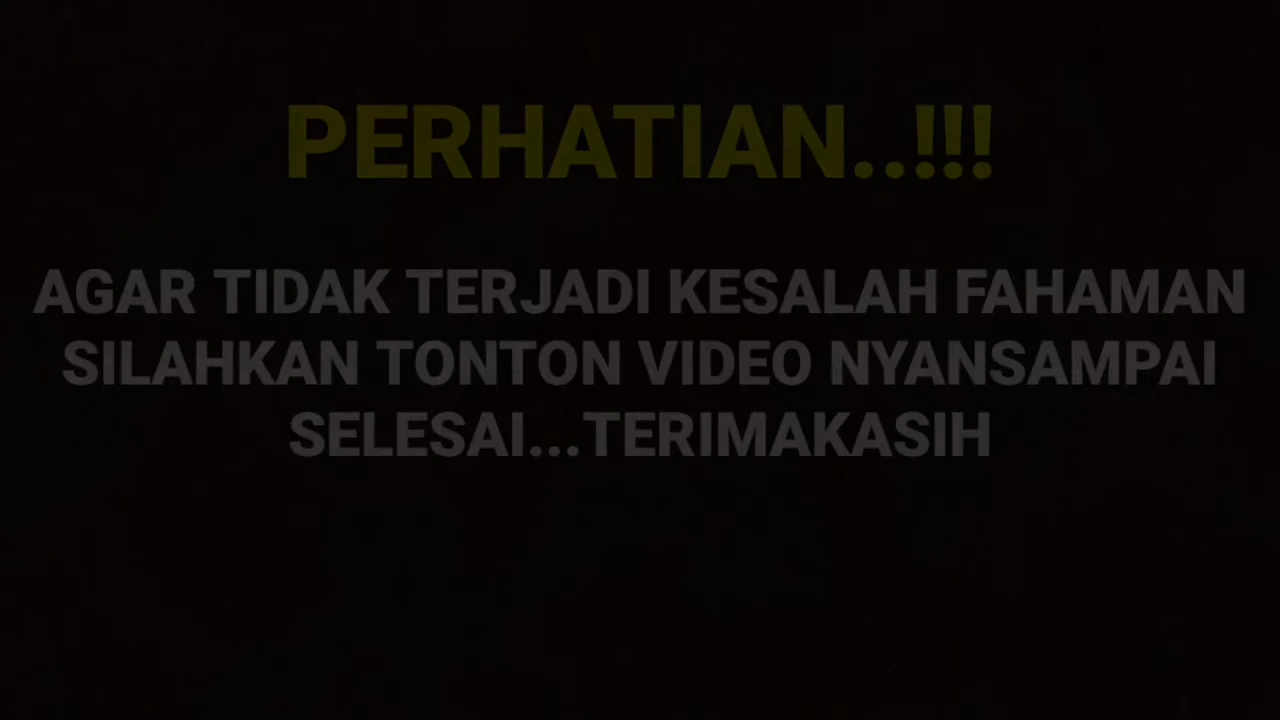 PERHATIAN..!!!
AGAR TIDAK TERJADI KESALAH FAHAMAN
SILAHKAN TONTON VIDEO NYANSAMPAI
SELESAI...TERIMAKASIH